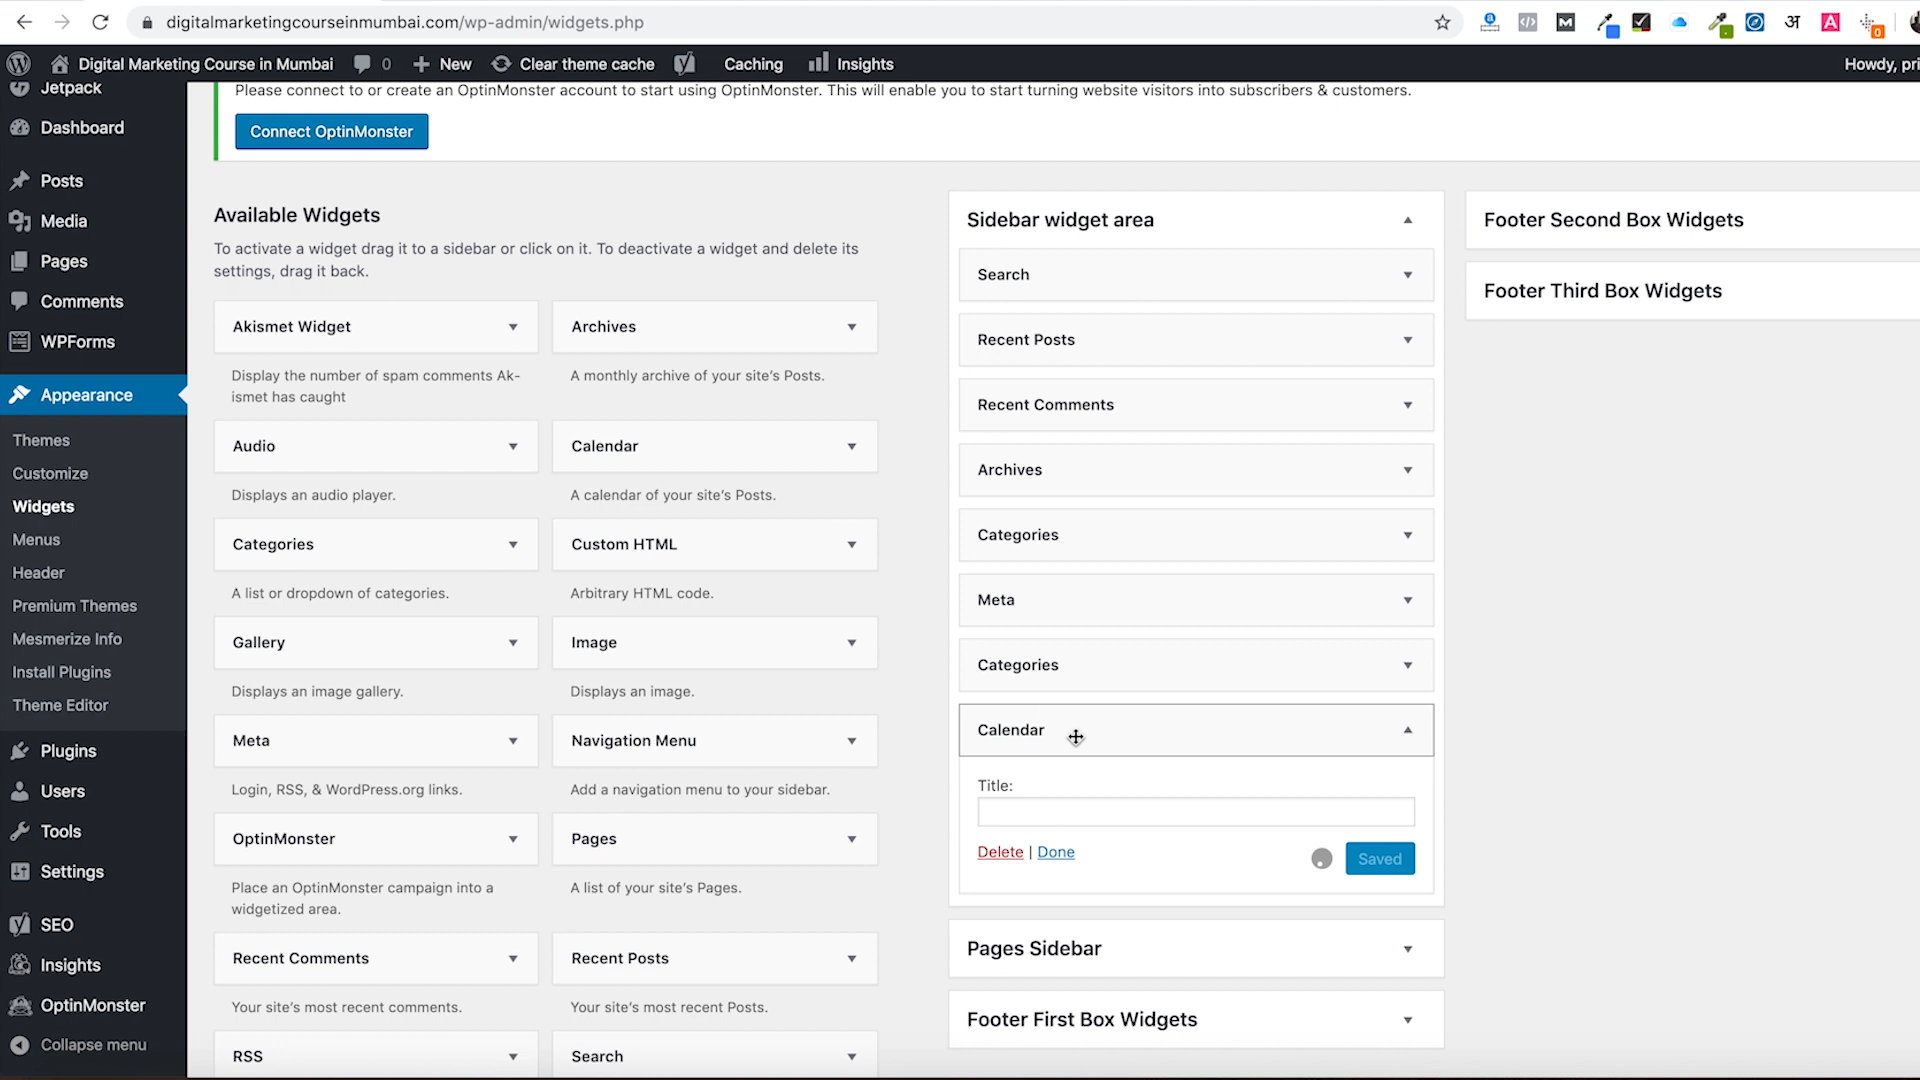 digitalmarketingcourseinmumbai.com/wp-admin/widgets.php
Digital Marketing Course in Mumbai 0 New Clear theme cache Caching Insights Howdy, pri
Jetpack
Dashboard
Posts
Media
Pages
Comments
WPForms
Appearance
Themes
Customize
Widgets
Menus
Header
Premium Themes
Mesmerize Info
Install Plugins
Theme Editor
Plugins
Users
Tools
Settings
SEO
Insights
OptinMonster
Collapse menu
Please connect to or create an OptinMonster account to start using OptinMonster. This will enable you to start turning website visitors into subscribers & customers.
Connect OptinMonster
Available Widgets
To activate a widget drag it to a sidebar or click on it. To deactivate a widget and delete its
settings, drag it back.
Akismet Widget
Display the number of spam comments Ak-
ismet has caught
Archives
A monthly archive of your site's Posts.
Audio
Displays an audio player.
Calendar
A calendar of your site's Posts.
Categories
A list or dropdown of categories.
Custom HTML
Arbitrary HTML code.
Gallery
Displays an image gallery.
Image
Displays an image.
Meta
Login, RSS, & WordPress.org links.
Navigation Menu
Add a navigation menu to your sidebar.
OptinMonster
Place an OptinMonster campaign into a
widgetized area.
Pages
A list of your site's Pages.
Recent Comments
Your site's most recent comments.
Recent Posts
Your site's most recent Posts.
RSS
Search
Sidebar widget area
Search
Recent Posts
Recent Comments
Archives
Categories
Meta
Categories
Calendar
Title:
Delete | Done
Saved
Pages Sidebar
Footer First Box Widgets
Footer Second Box Widgets
Footer Third Box Widgets